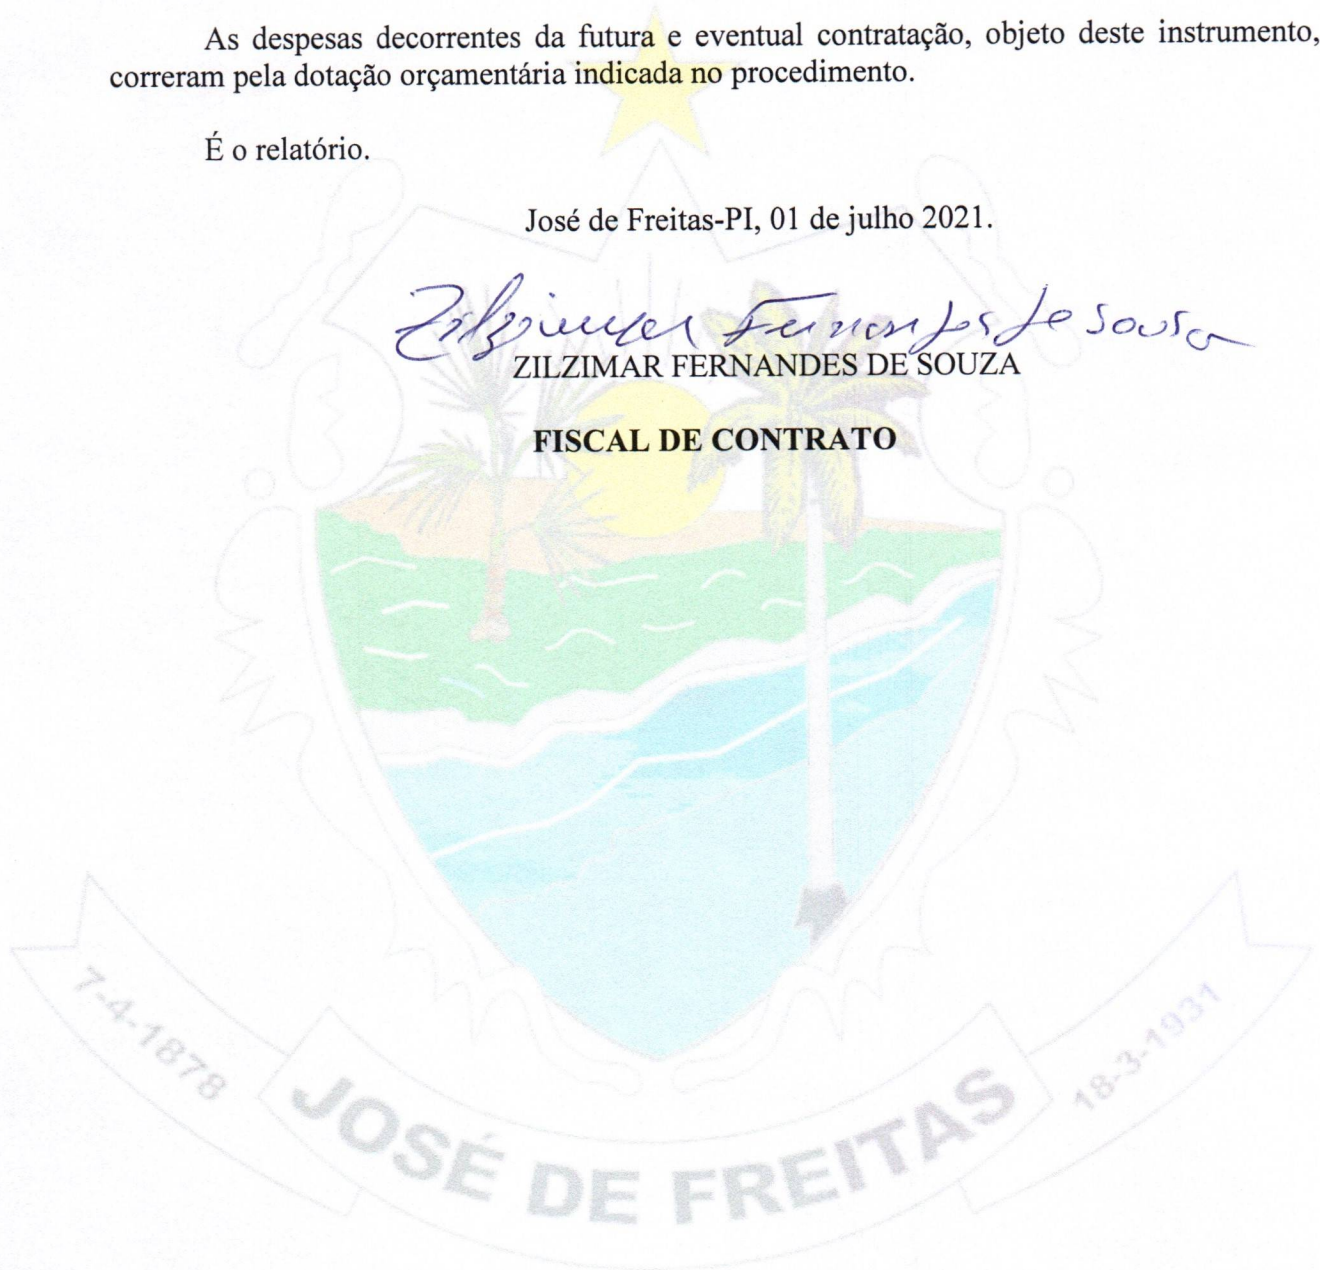 As despesas decorrentes da futura e eventual contratação, objeto deste instrumento,
correram pela dotação orçamentária indicada no procedimento.
É o relatório.
José de Freitas-PI, 01 de julho 2021.
Zilzimar Fernandes de Sousa
ZILZIMAR FERNANDES DE SOUZA
FISCAL DE CONTRATO
7-4-1878
JOSÉ DE FREITAS
18-3-1931